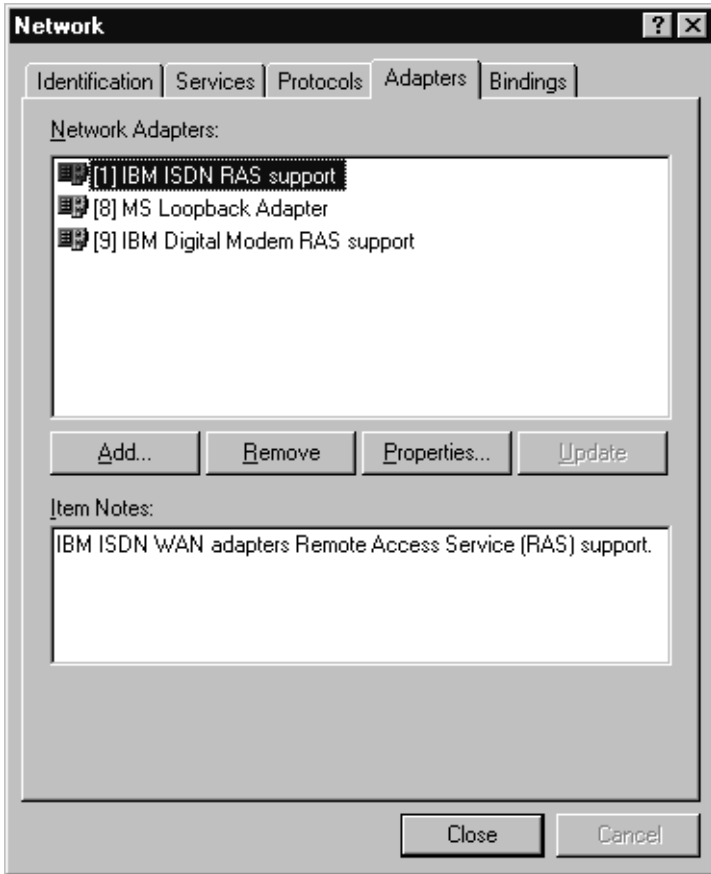 Network
Identification Services Protocols Adapters Bindings
Network Adapters:
[1] IBM ISDN RAS support
[8] MS Loopback Adapter
[9] IBM Digital Modem RAS support
Add... Remove Properties... Update
Item Notes:
IBM ISDN WAN adapters Remote Access Service (RAS) support.
Close Cancel